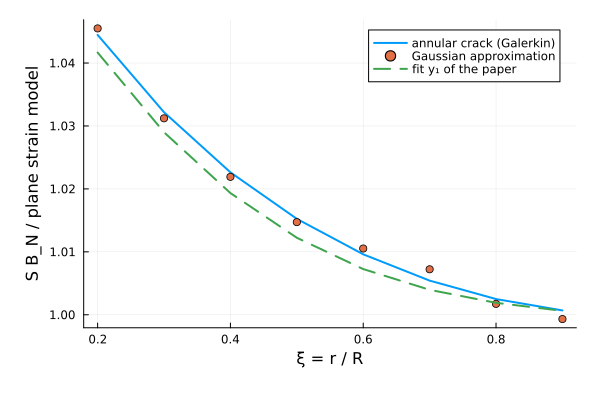 annular crack (Galerkin)
Gaussian approximation
fit y₁ of the paper
S B_N / plane strain model
1.04
1.03
1.02
1.01
1.00
0.2
0.4
0.6
0.8
ξ = r / R